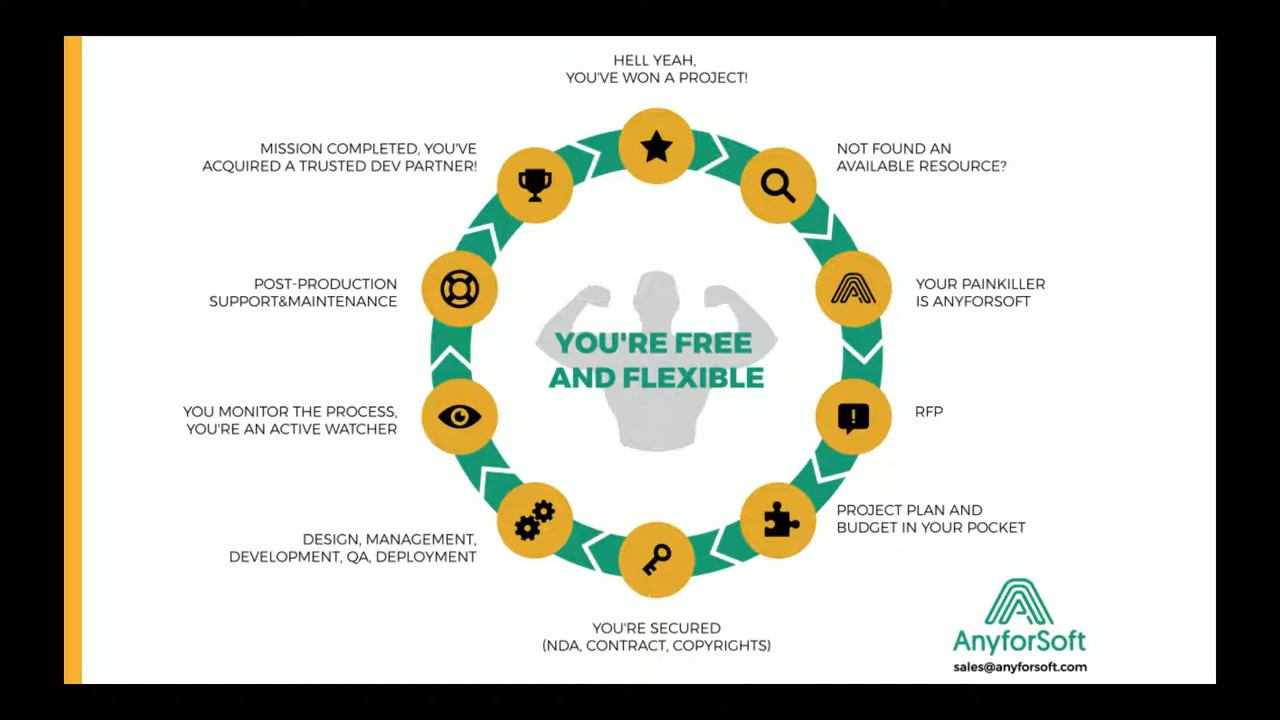 HELL YEAH,
YOU'VE WON A PROJECT!
NOT FOUND AN
AVAILABLE RESOURCE?
YOUR PAINKILLER
IS ANYFORSOFT
RFP
PROJECT PLAN AND
BUDGET IN YOUR POCKET
YOU'RE SECURED
(NDA, CONTRACT, COPYRIGHTS)
DESIGN, MANAGEMENT,
DEVELOPMENT, QA, DEPLOYMENT
YOU MONITOR THE PROCESS,
YOU'RE AN ACTIVE WATCHER
POST-PRODUCTION
SUPPORT&MAINTENANCE
MISSION COMPLETED, YOU'VE
ACQUIRED A TRUSTED DEV PARTNER!
YOU'RE FREE
AND FLEXIBLE
AnyforSoft
sales@anyforsoft.com